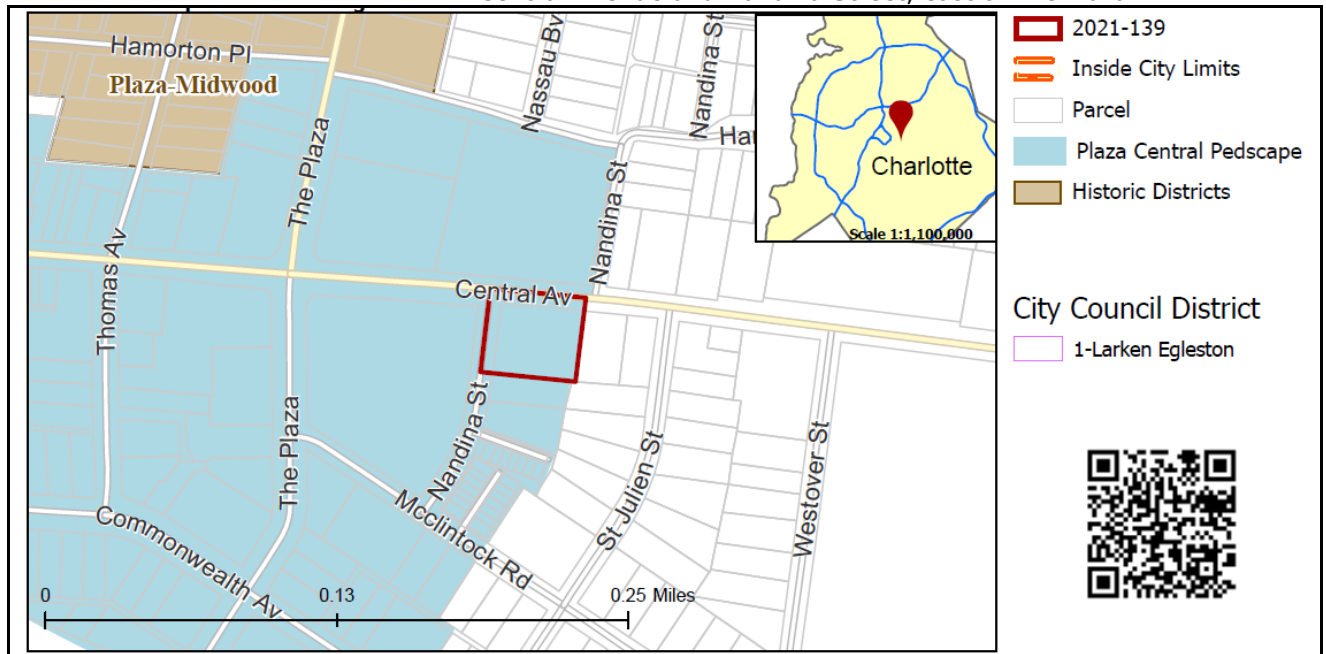 Hamorton Pl
Plaza-Midwood
The Plaza
Nassau Bv
Nandina St
Nandina St
Thomas Av
Central Av
The Plaza
Nandina St
Mcclintock Rd
St Julien St
Westover St
Commonwealth Av
0
0.13
0.25 Miles
Charlotte
Scale 1:1,100,000
2021-139
Inside City Limits
Parcel
Plaza Central Pedscape
Historic Districts
City Council District
1-Larken Egleston